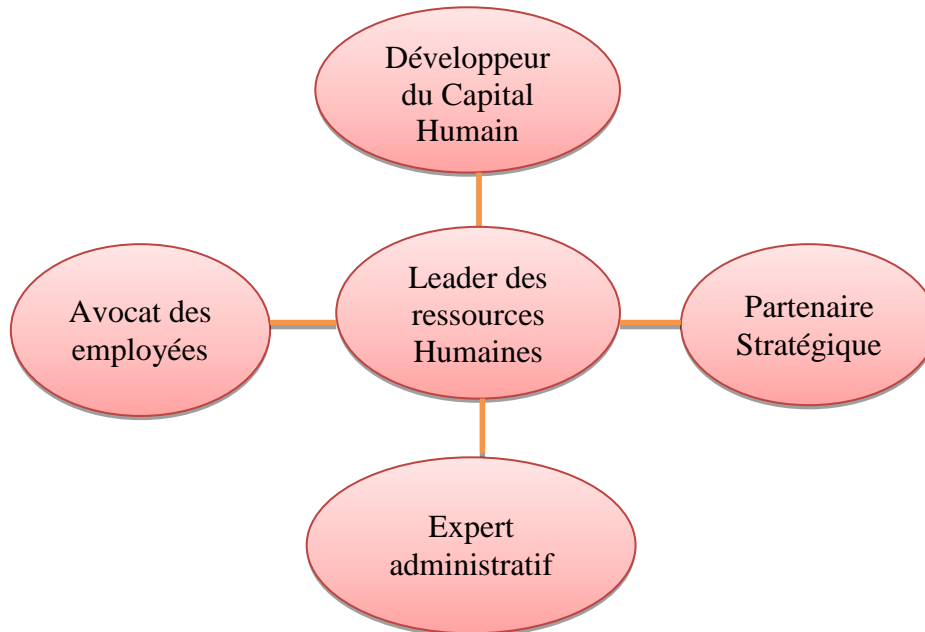 Développeur
du Capital
Humain
Avocat des
employées
Leader des
ressources
Humaines
Partenaire
Stratégique
Expert
administratif